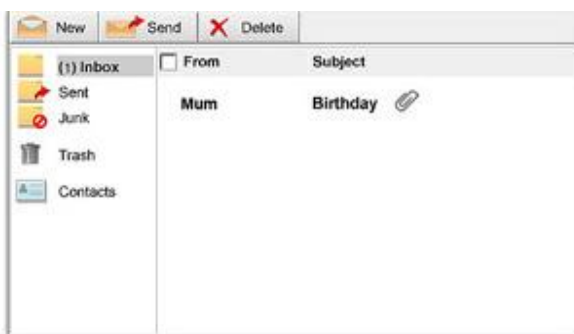 New Send Delete
(1) Inbox
Sent
Junk
Trash
Contacts
From Subject
Mum Birthday